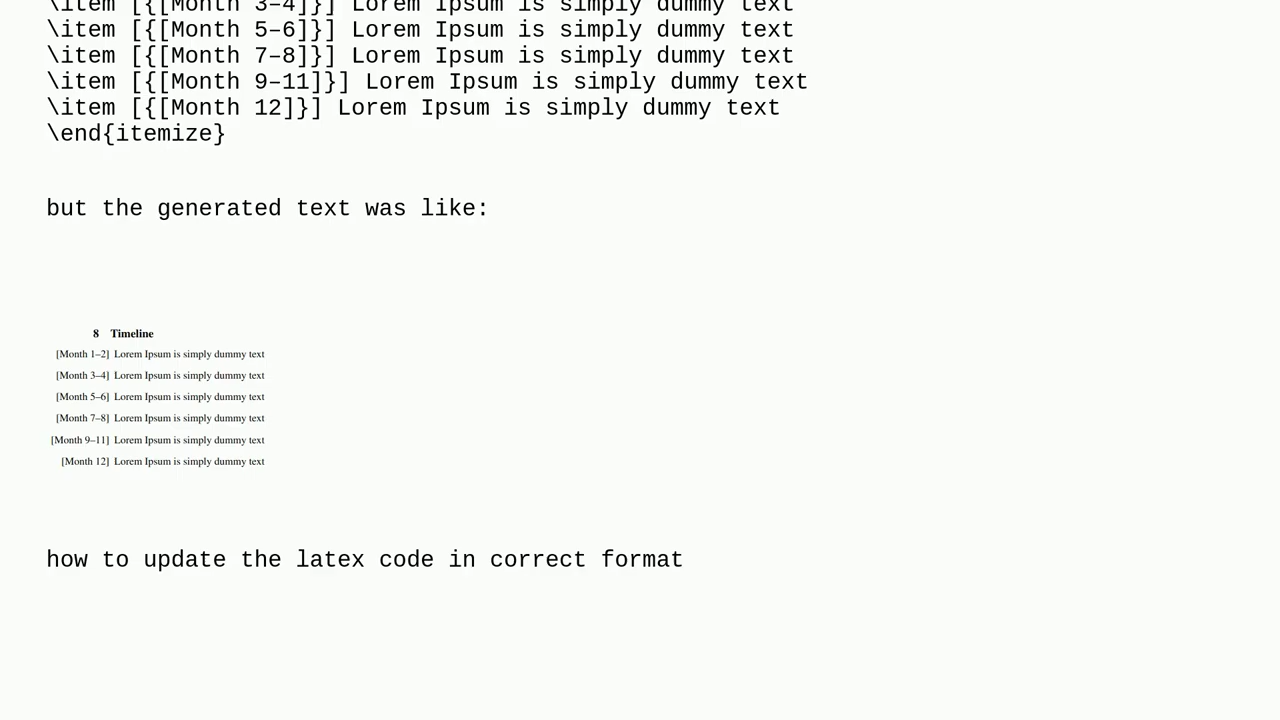 \item [{[Month 3–4]}] Lorem Ipsum is simply dummy text
\item [{[Month 5–6]}] Lorem Ipsum is simply dummy text
\item [{[Month 7–8]}] Lorem Ipsum is simply dummy text
\item [{[Month 9–11]}] Lorem Ipsum is simply dummy text
\item [{[Month 12]}] Lorem Ipsum is simply dummy text
\end{itemize}
but the generated text was like:
8 Timeline
[Month 1–2] Lorem Ipsum is simply dummy text
[Month 3–4] Lorem Ipsum is simply dummy text
[Month 5–6] Lorem Ipsum is simply dummy text
[Month 7–8] Lorem Ipsum is simply dummy text
[Month 9–11] Lorem Ipsum is simply dummy text
[Month 12] Lorem Ipsum is simply dummy text
how to update the latex code in correct format